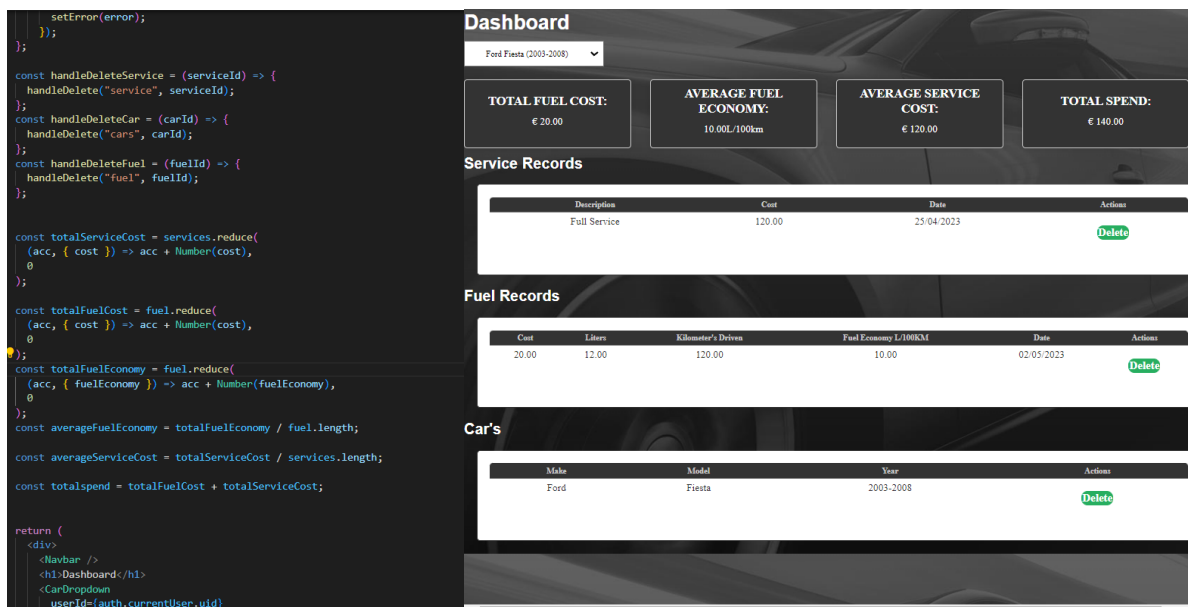 setError(error);
});
};
const handleDeleteService = (serviceId) => {
handleDelete("service", serviceId);
};
const handleDeleteCar = (carId) => {
handleDelete("cars", carId);
};
const handleDeleteFuel = (fuelId) => {
handleDelete("fuel", fuelId);
};
const totalServiceCost = services.reduce(
(acc, { cost }) => acc + Number(cost),
0
);
const totalFuelCost = fuel.reduce(
(acc, { cost }) => acc + Number(cost),
0
);
const totalFuelEconomy = fuel.reduce(
(acc, { fuelEconomy }) => acc + Number(fuelEconomy),
0
);
const averageFuelEconomy = totalFuelEconomy / fuel.length;
const averageServiceCost = totalServiceCost / services.length;
const totalspend = totalFuelCost + totalServiceCost;
return (
<div>
<Navbar />
<h1>Dashboard</h1>
<CarDropdown
userId={auth.currentUser.uid}
Dashboard
Ford Fiesta (2003-2008)
TOTAL FUEL COST:
€ 20.00
AVERAGE FUEL
ECONOMY:
10.00L/100km
AVERAGE SERVICE
COST:
€ 120.00
TOTAL SPEND:
€ 140.00
Service Records
Description Cost Date Actions
Full Service 120.00 25/04/2023 Delete
Fuel Records
Cost Liters Kilometer's Driven Fuel Economy L/100KM Date Actions
20.00 12.00 120.00 10.00 02/05/2023 Delete
Car's
Make Model Year Actions
Ford Fiesta 2003-2008 Delete